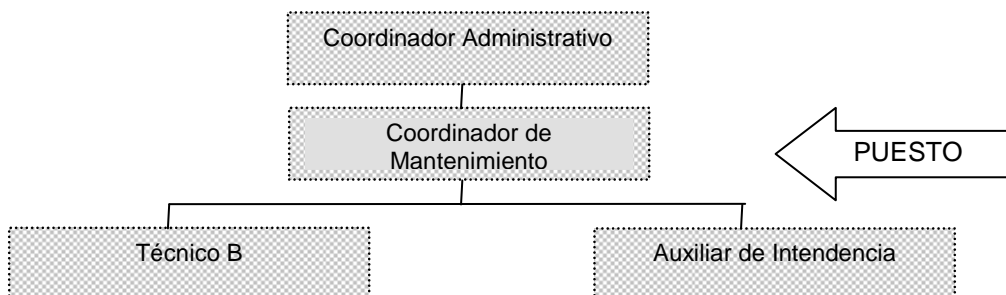 Coordinador Administrativo
Coordinador de
Mantenimiento
PUESTO
Técnico B
Auxiliar de Intendencia